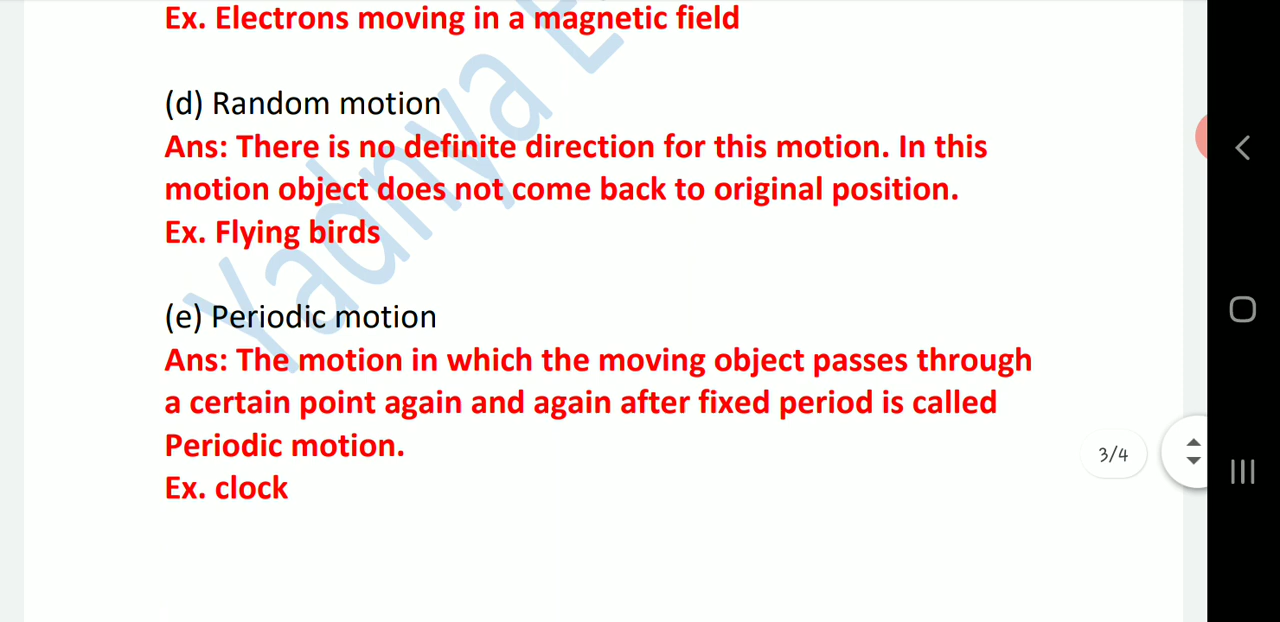 Ex. Electrons moving in a magnetic field
(d) Random motion
Ans: There is no definite direction for this motion. In this
motion object does not come back to original position.
Ex. Flying birds
(e) Periodic motion
Ans: The motion in which the moving object passes through
a certain point again and again after fixed period is called
Periodic motion.
Ex. clock
3/4
Yadnya E